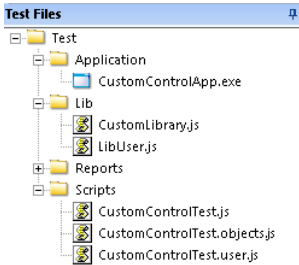 Test Files
Test
Application
CustomControlApp.exe
Lib
CustomLibrary.js
LibUser.js
Reports
Scripts
CustomControlTest.js
CustomControlTest.objects.js
CustomControlTest.user.js